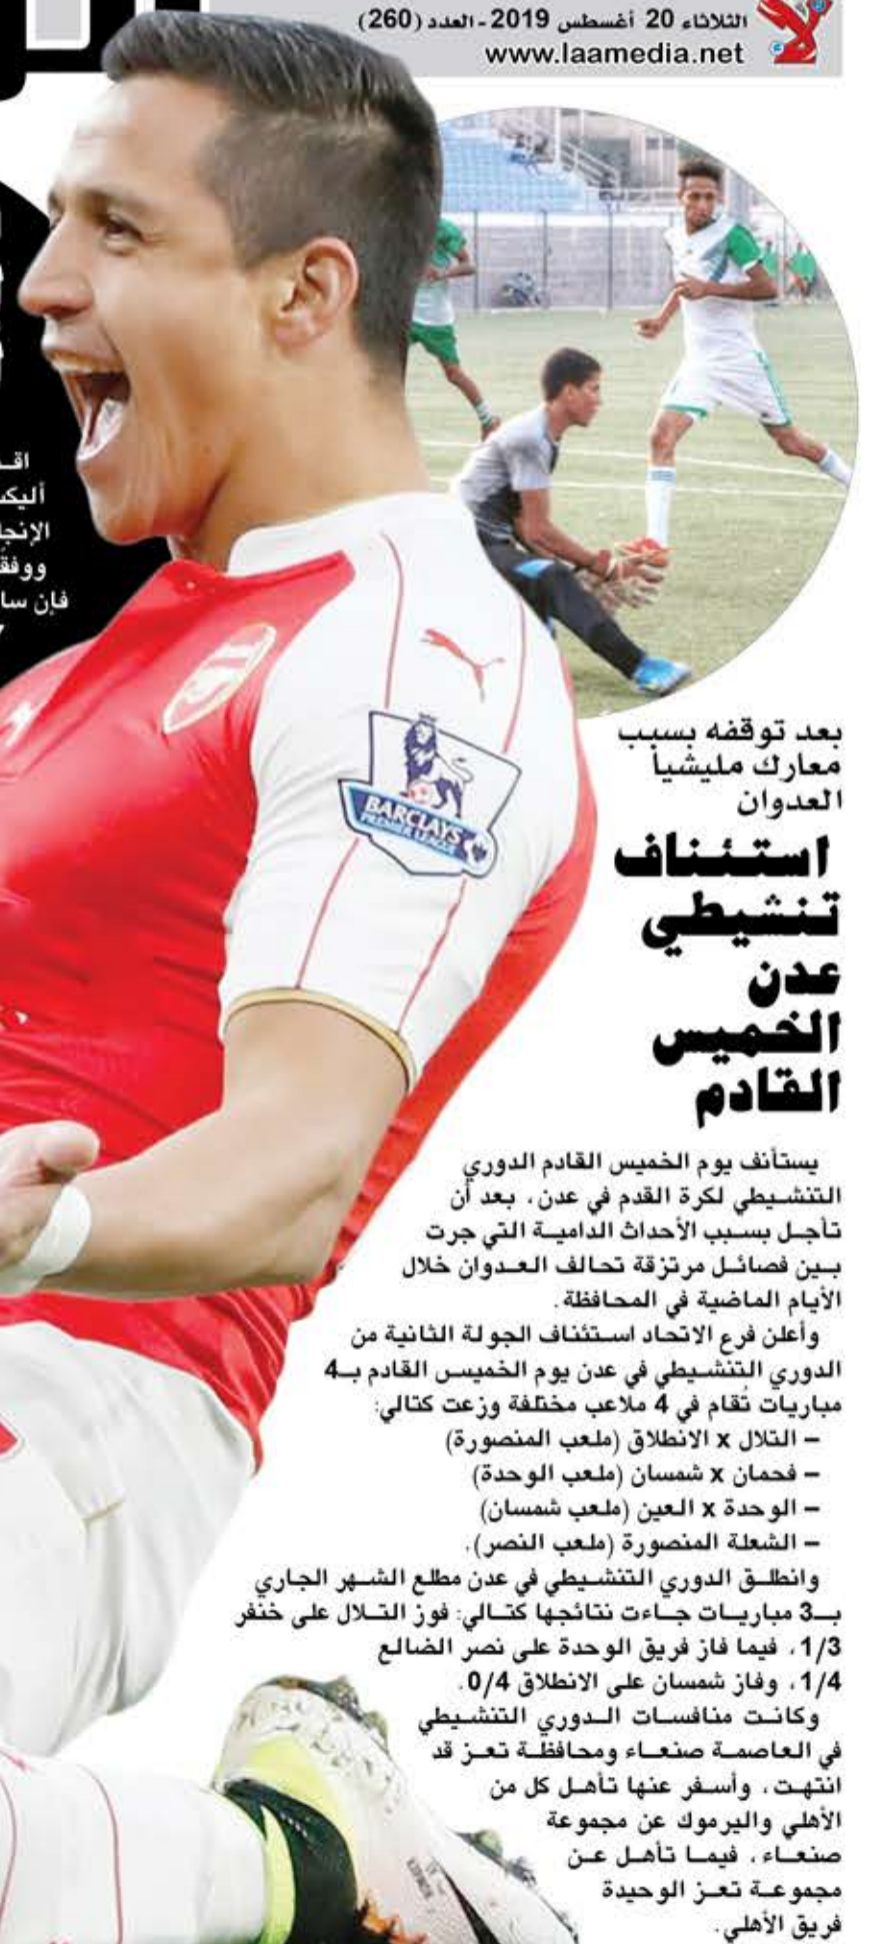 الثلاثاء 20 أغسطس 2019 - العدد (260)
www.laamedia.net
لا
بعد توقفه بسبب
معارك مليشيا
العدوان
استئناف
تنشيطي
عدن
الخميس
القادم
يستأنف يوم الخميس القادم الدوري
التنشيطي لكرة القدم في عدن، بعد أن
تأجل بسبب الأحداث الدامية التي جرت
بين فصائل مرتزقة تحالف العدوان خلال
الأيام الماضية في المحافظة.
وأعلن فرع الاتحاد استئناف الجولة الثانية من
الدوري التنشيطي في عدن يوم الخميس القادم بـ4
مباريات تُقام في 4 ملاعب مختلفة وزعت كتالي:
– التلال x الانطلاق (ملعب المنصورة)
– فحمان x شمسان (ملعب الوحدة)
– الوحدة x العين (ملعب شمسان)
– الشعلة المنصورة (ملعب النصر).
وانطلق الدوري التنشيطي في عدن مطلع الشهر الجاري
بـ3 مباريات جاءت نتائجها كتالي: فوز التلال على خنفر
1/3، فيما فاز فريق الوحدة على نصر الضالع
1/4، وفاز شمسان على الانطلاق 0/4.
وكانت منافسات الدوري التنشيطي
في العاصمة صنعاء ومحافظة تعز قد
انتهت، وأسفر عنها تأهل كل من
الأهلي واليرموك عن مجموعة
صنعاء، فيما تأهل عن
مجموعة تعز الوحيدة
فريق الأهلي.
BARCLAYS
PREMIER LEAGUE
ووفق
فإن سا